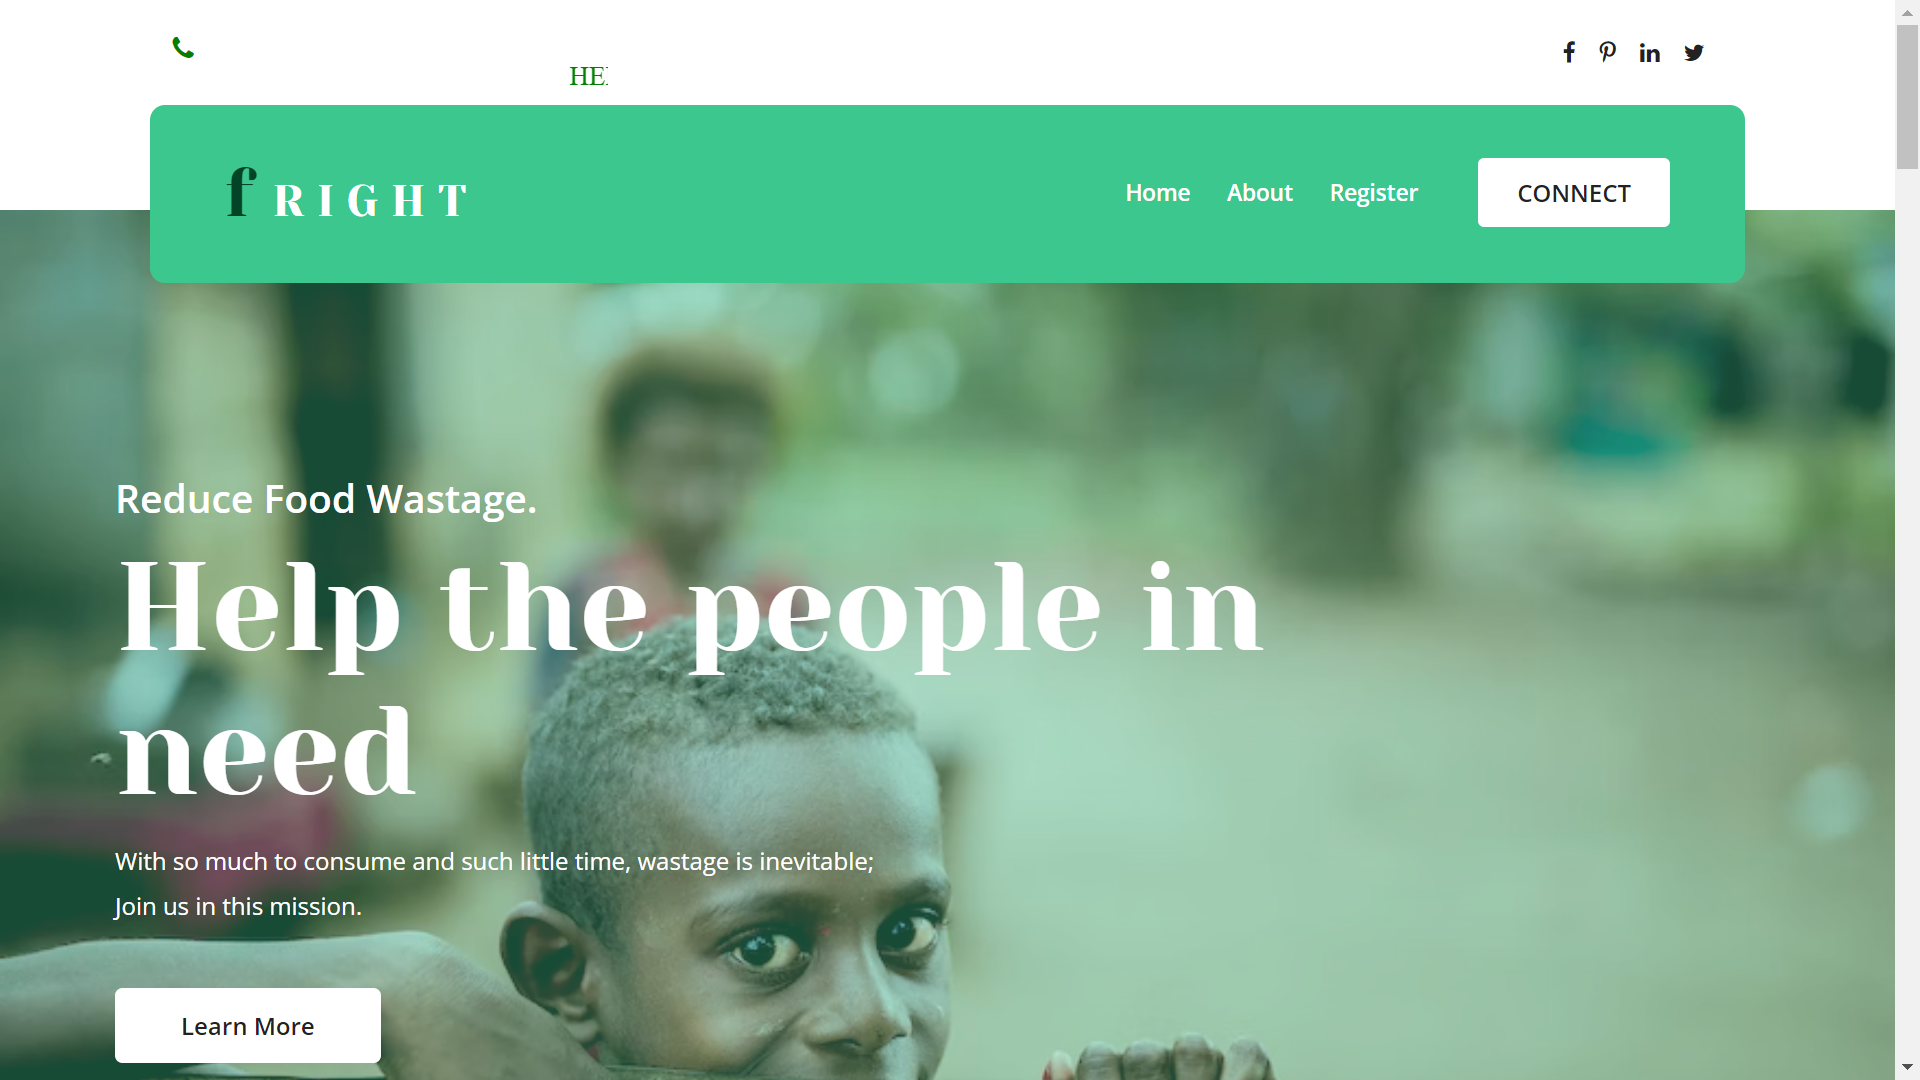 HE
f RIGHT
Home About Register CONNECT
Reduce Food Wastage.
Help the people in
need
With so much to consume and such little time, wastage is inevitable;
Join us in this mission.
Learn More